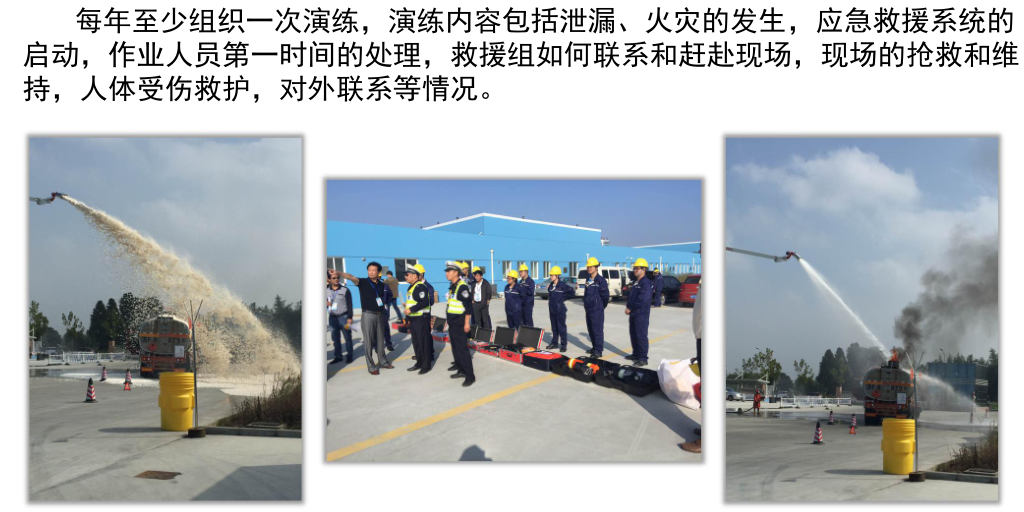 每年至少组织一次演练，演练内容包括泄漏、火灾的发生，应急救援系统的
启动，作业人员第一时间的处理，救援组如何联系和赶赴现场，现场的抢救和维
持，人体受伤救护，对外联系等情况。